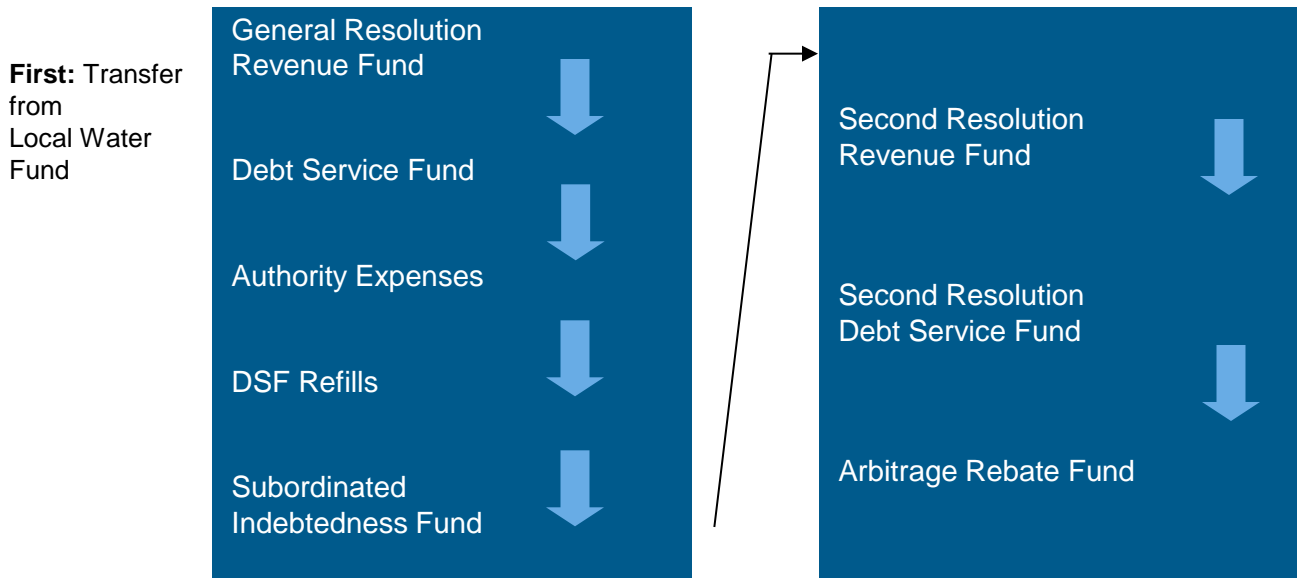 First: Transfer
from
Local Water
Fund
General Resolution
Revenue Fund
Debt Service Fund
Authority Expenses
DSF Refills
Subordinated
Indebtedness Fund
Second Resolution
Revenue Fund
Second Resolution
Debt Service Fund
Arbitrage Rebate Fund